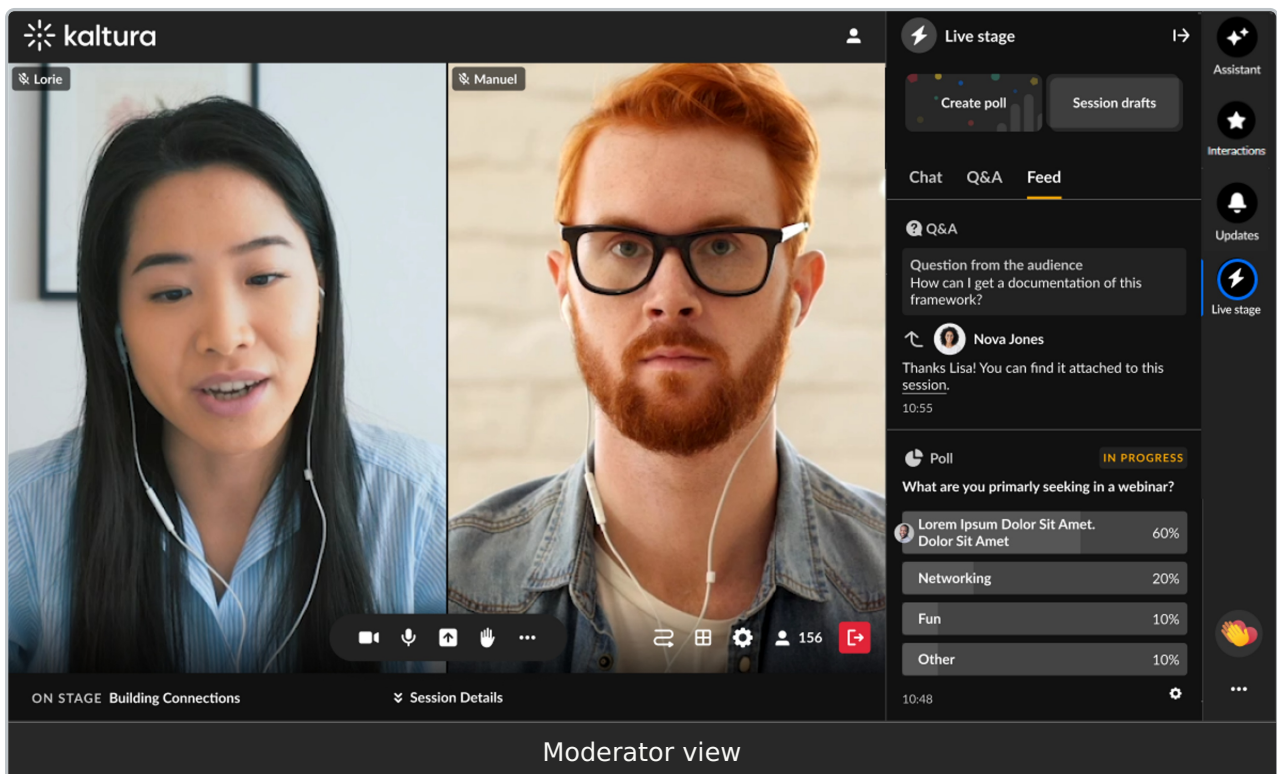 kaltura
Lorie
Manuel
ON STAGE Building Connections
Session Details
156
Live stage
Create poll
Session drafts
Chat
Q&A
Feed
Q&A
Question from the audience
How can I get a documentation of this
framework?
Nova Jones
Thanks Lisa! You can find it attached to this
session.
10:55
Poll
IN PROGRESS
What are you primarly seeking in a webinar?
Lorem Ipsum Dolor Sit Amet.
Dolor Sit Amet
60%
Networking 20%
Fun 10%
Other 10%
10:48
Assistant
Interactions
Updates
Live stage
Moderator view